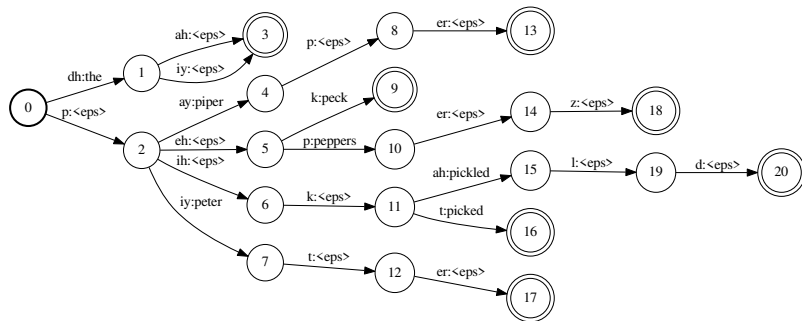 0
dh:the
p:<eps>
1
ah:<eps>
iy:<eps>
3
2
ay:piper
eh:<eps>
ih:<eps>
iy:peter
4
p:<eps>
8
er:<eps>
13
5
k:peck
9
p:peppers
10
er:<eps>
14
z:<eps>
18
6
k:<eps>
11
ah:pickled
15
l:<eps>
19
d:<eps>
20
t:picked
16
7
t:<eps>
12
er:<eps>
17